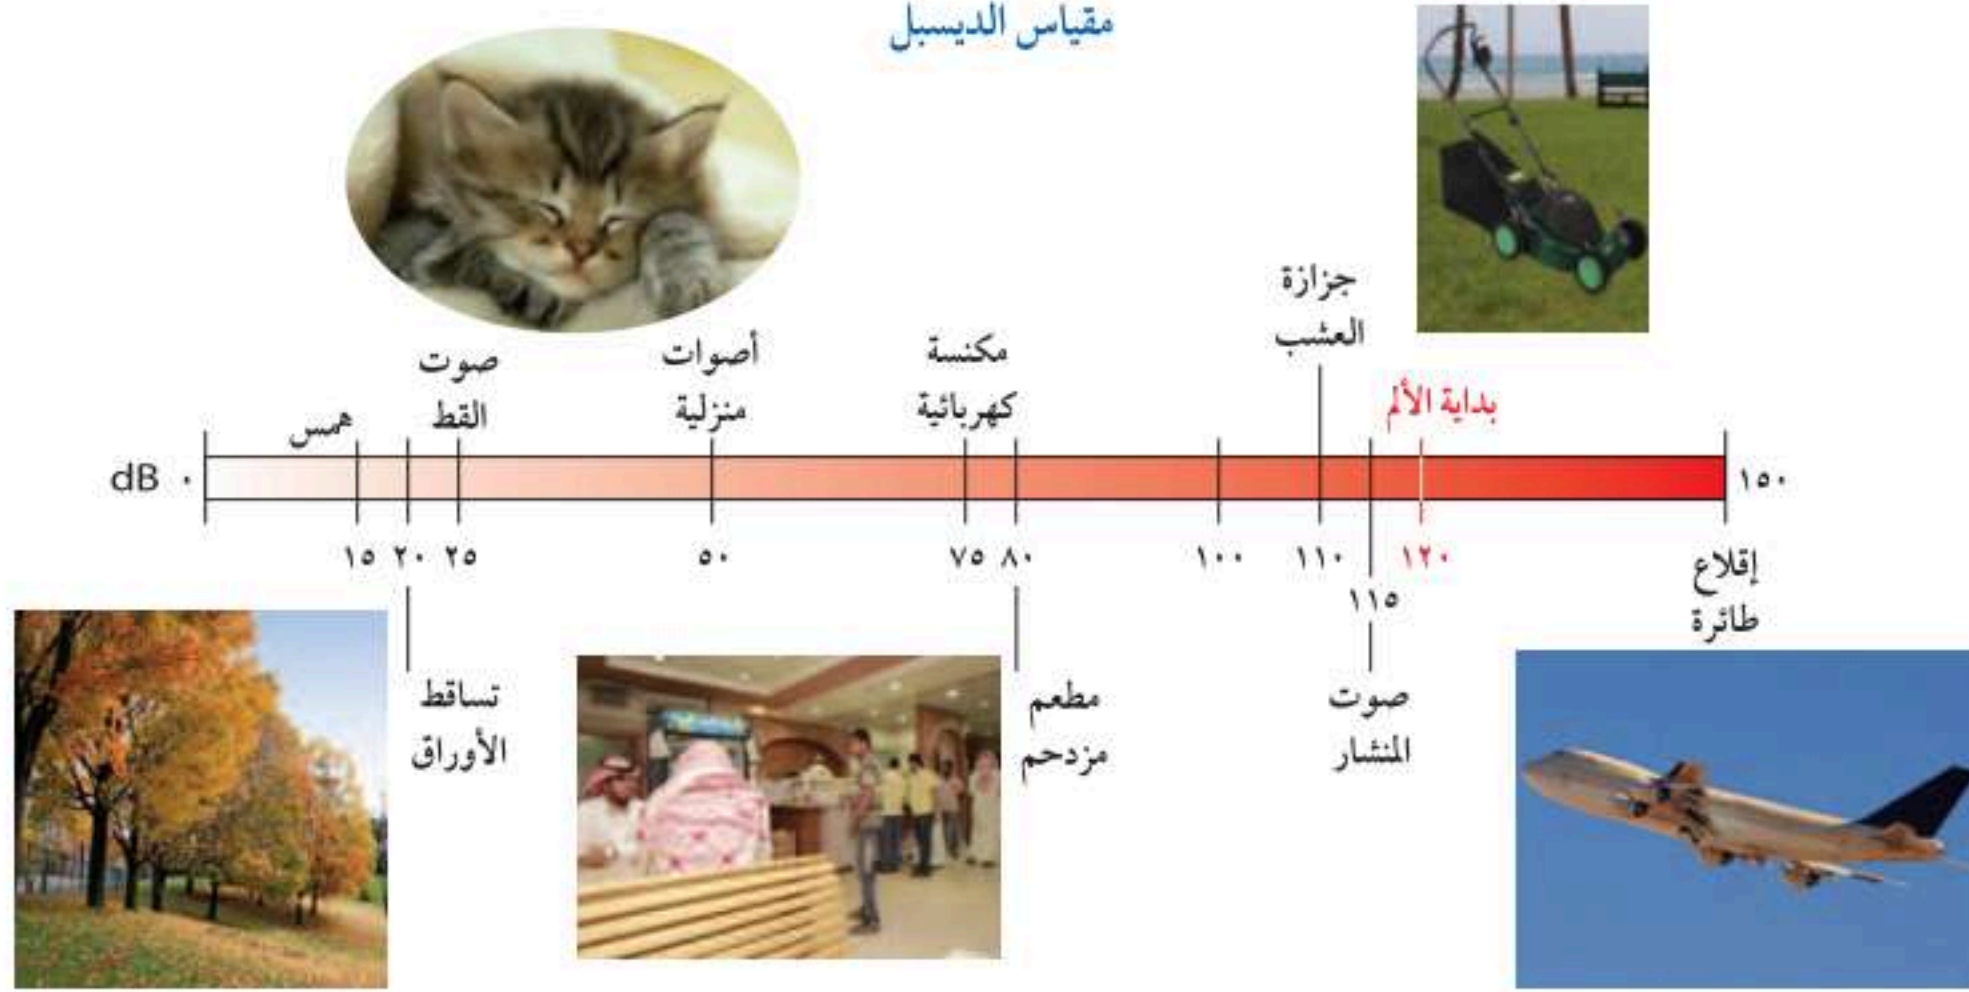 مقياس الديسبل
جزازة
العشب
صوت
القط
أصوات
منزلية
مكنسة
كهربائية
همس
بداية الألم
dB ٠
١٥٠
١٥ ٢٠ ٢٥ ٥٠ ٧٥ ٨٠ ١٠٠ ١١٠ ١٢٠
١١٥
إقلاع
طائرة
تساقط
الأوراق
مطعم
مزدحم
صوت
المنشار